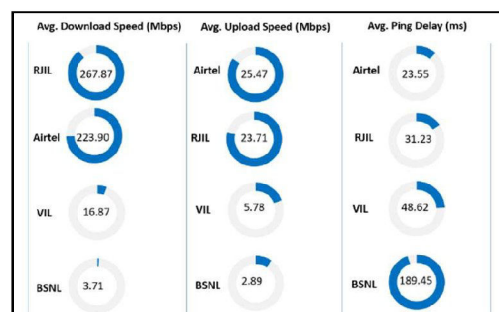 Avg. Download Speed (Mbps)
RJIL
267.87
Airtel
223.90
VIL
16.87
BSNL
3.71
Avg. Upload Speed (Mbps)
Airtel
25.47
RJIL
23.71
VIL
5.78
BSNL
2.89
Avg. Ping Delay (ms)
Airtel
23.55
RJIL
31.23
VIL
48.62
BSNL
189.45